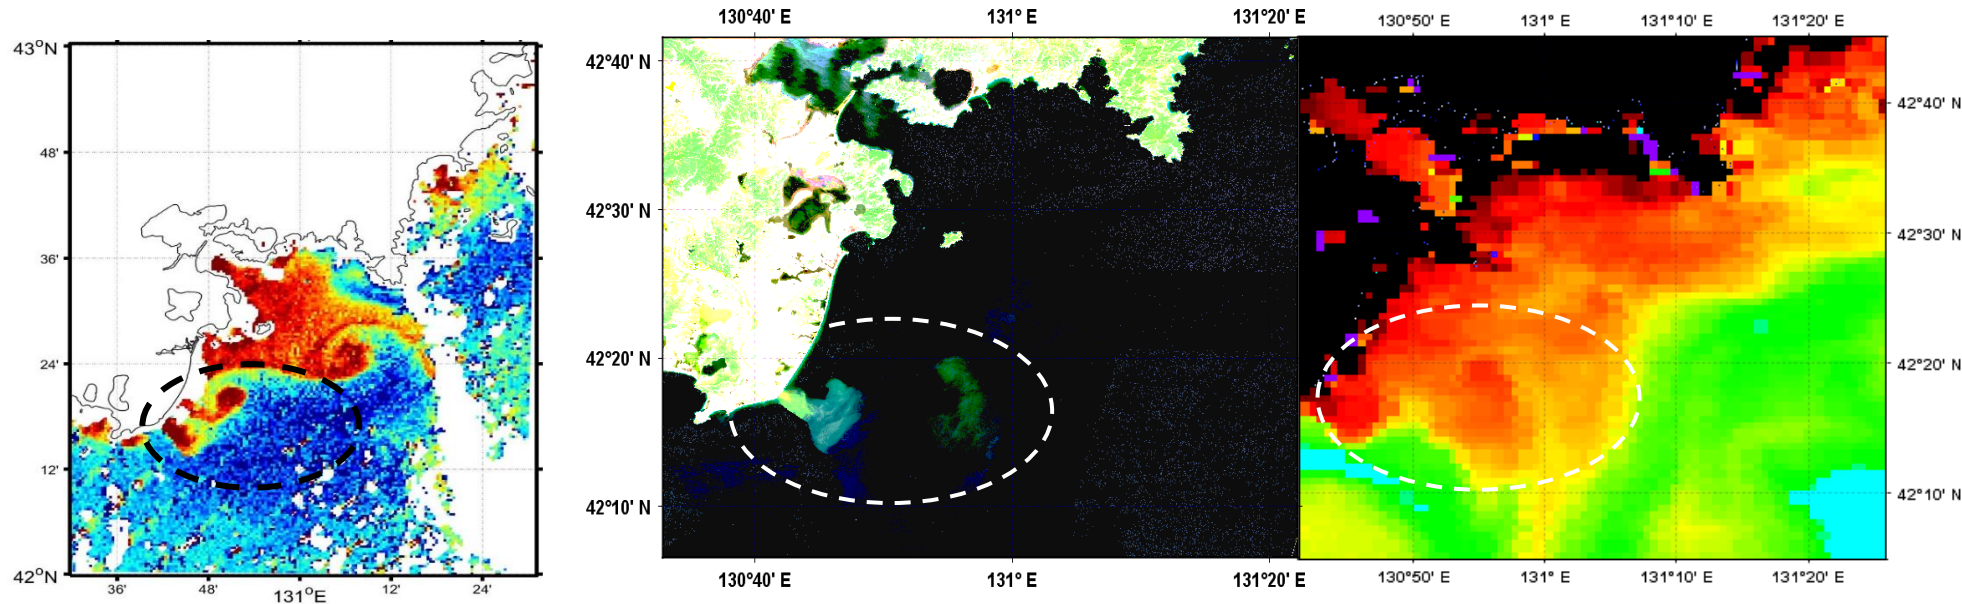 43°N
48'
36'
24'
12'
42°N
36'
48'
131°E
12'
24'
130°40' E
131° E
131°20' E
42°40' N
42°30' N
42°20' N
42°10' N
130°40' E
131° E
131°20' E
130°50' E
131° E
131°10' E
131°20' E
42°40' N
42°30' N
42°20' N
42°10' N
130°50' E
131° E
131°10' E
131°20' E